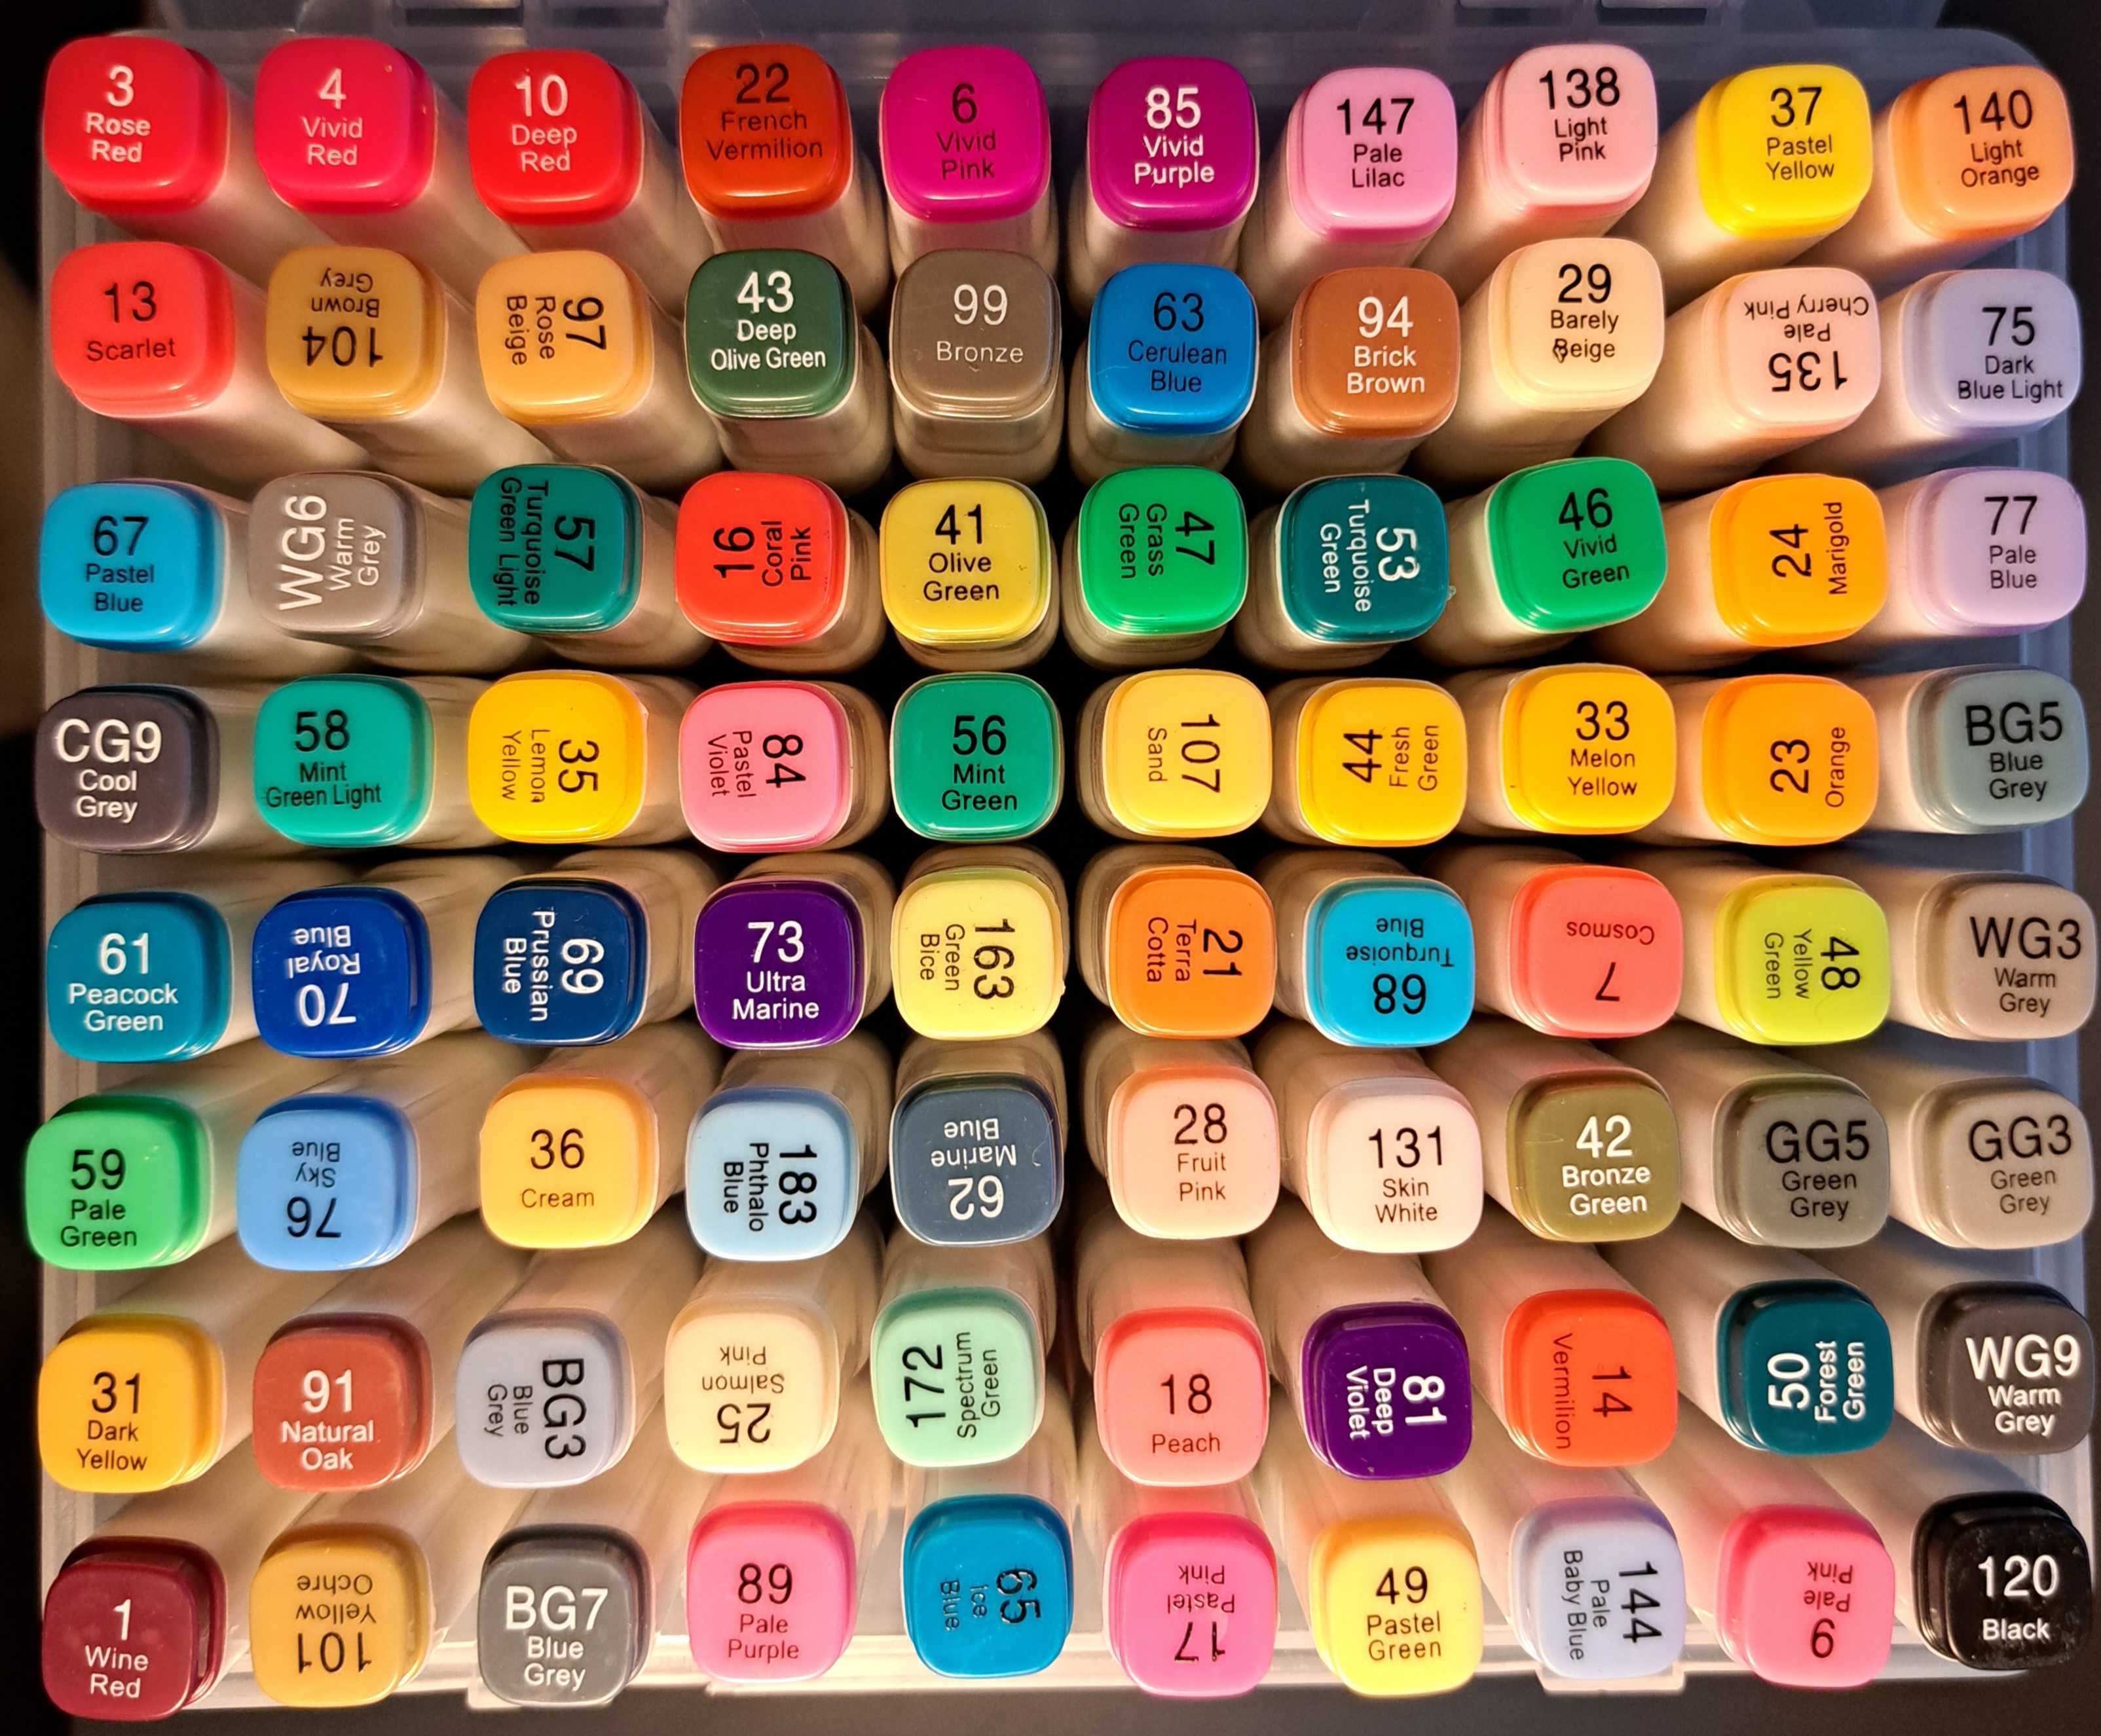 3
Rose
Red
4
Vivid
Red
10
Deep
Red
22
French
Vermilion
6
Vivid
Pink
85
Vivid
Purple
147
Pale
Lilac
138
Light
Pink
37
Pastel
Yellow
140
Light
Orange
13
Scarlet
104
Brown
Grey
97
Rose
Beige
43
Deep
Olive Green
99
Bronze
63
Cerulean
Blue
94
Brick
Brown
29
Barely
Beige
135
Pale
Cherry Pink
75
Dark
Blue Light
67
Pastel
Blue
WG6
Warm
Grey
57
Turquoise
Green Light
16
Coral
Pink
41
Olive
Green
47
Grass
Green
53
Turquoise
Green
46
Vivid
Green
24
Marigold
77
Pale
Blue
CG9
Cool
Grey
58
Mint
Green Light
35
Lemon
Yellow
84
Pastel
Violet
56
Mint
Green
107
Sand
44
Fresh
Green
33
Melon
Yellow
23
Orange
BG5
Blue
Grey
61
Peacock
Green
70
Royal
Blue
69
Prussian
Blue
73
Ultra
Marine
163
Green
Bice
21
Terra
Cotta
68
Turquoise
Blue
7
Cosmos
48
Yellow
Green
WG3
Warm
Grey
59
Pale
Green
76
Sky
Blue
36
Cream
183
Phthalo
Blue
62
Marine
Blue
28
Fruit
Pink
131
Skin
White
42
Bronze
Green
GG5
Green
Grey
GG3
Green
Grey
31
Dark
Yellow
91
Natural
Oak
BG3
Blue
Grey
25
Salmon
Pink
172
Spectrum
Green
18
Peach
81
Deep
Violet
14
Vermilion
50
Forest
Green
WG9
Warm
Grey
1
Wine
Red
101
Yellow
Ochre
BG7
Blue
Grey
89
Pale
Purple
65
Ice
Blue
17
Pastel
Pink
49
Pastel
Green
144
Pale
Baby Blue
9
Pale
Pink
120
Black